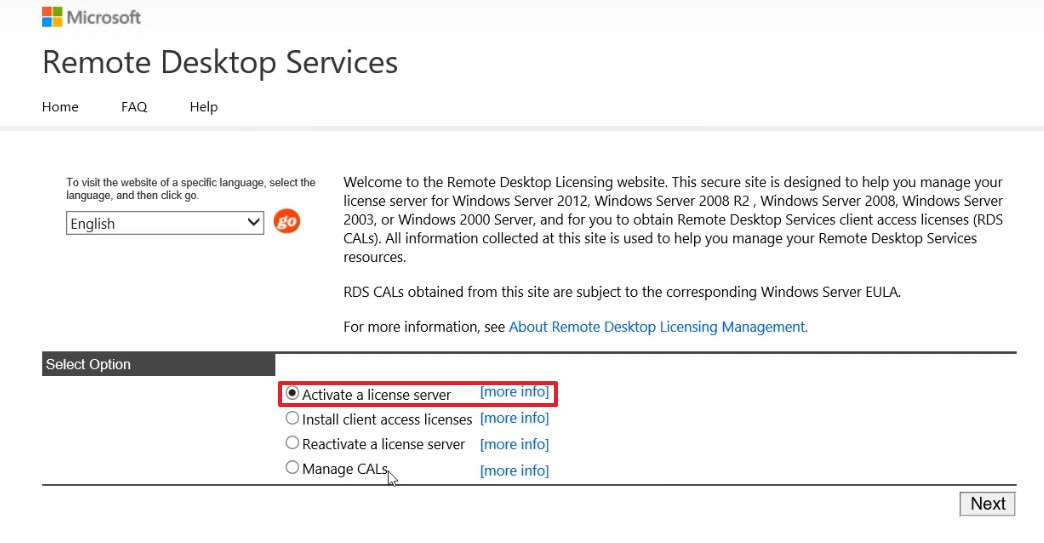 Microsoft
Remote Desktop Services
Home FAQ Help
To visit the website of a specific language, select the
language, and then click go.
English go
Welcome to the Remote Desktop Licensing website. This secure site is designed to help you manage your
license server for Windows Server 2012, Windows Server 2008 R2 , Windows Server 2008, Windows Server
2003, or Windows 2000 Server, and for you to obtain Remote Desktop Services client access licenses (RDS
CALs). All information collected at this site is used to help you manage your Remote Desktop Services
resources.
RDS CALs obtained from this site are subject to the corresponding Windows Server EULA.
For more information, see About Remote Desktop Licensing Management.
Select Option
Activate a license server [more info]
Install client access licenses [more info]
Reactivate a license server [more info]
Manage CALs [more info]
Next